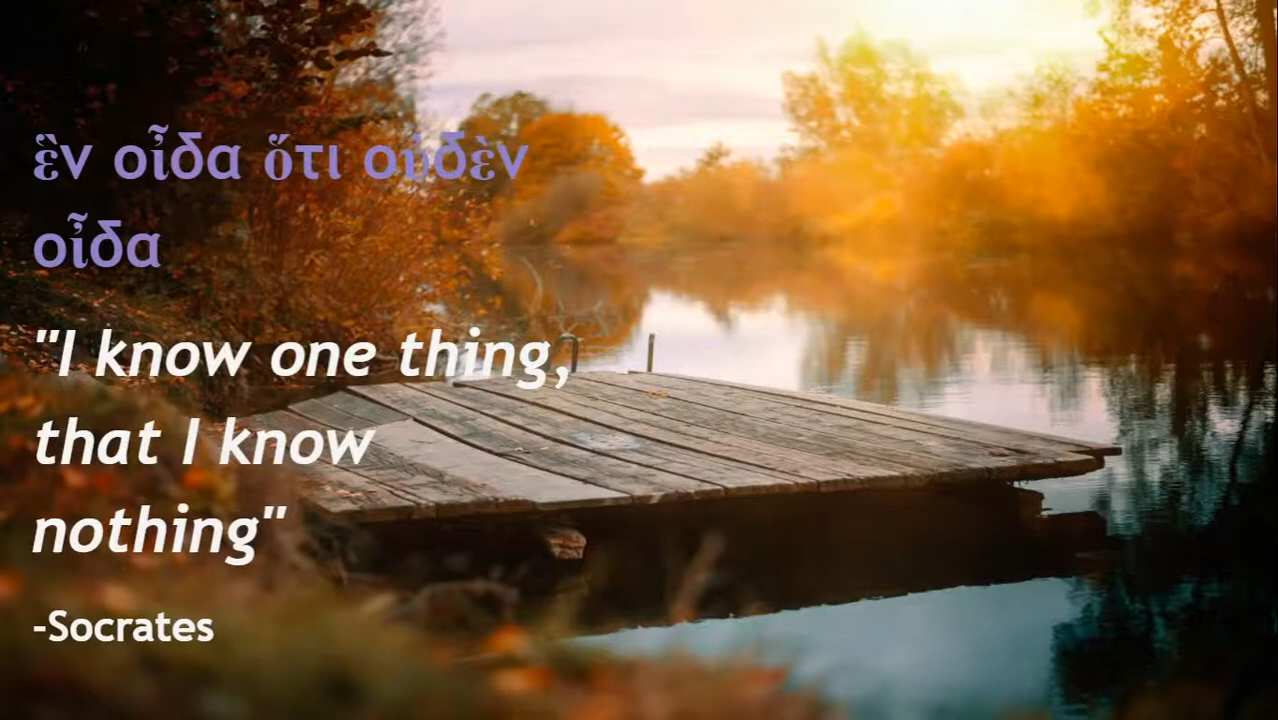 ἓν οἶδα ὅτι οὐδὲν
οἶδα
"I know one thing,
that I know
nothing"
-Socrates